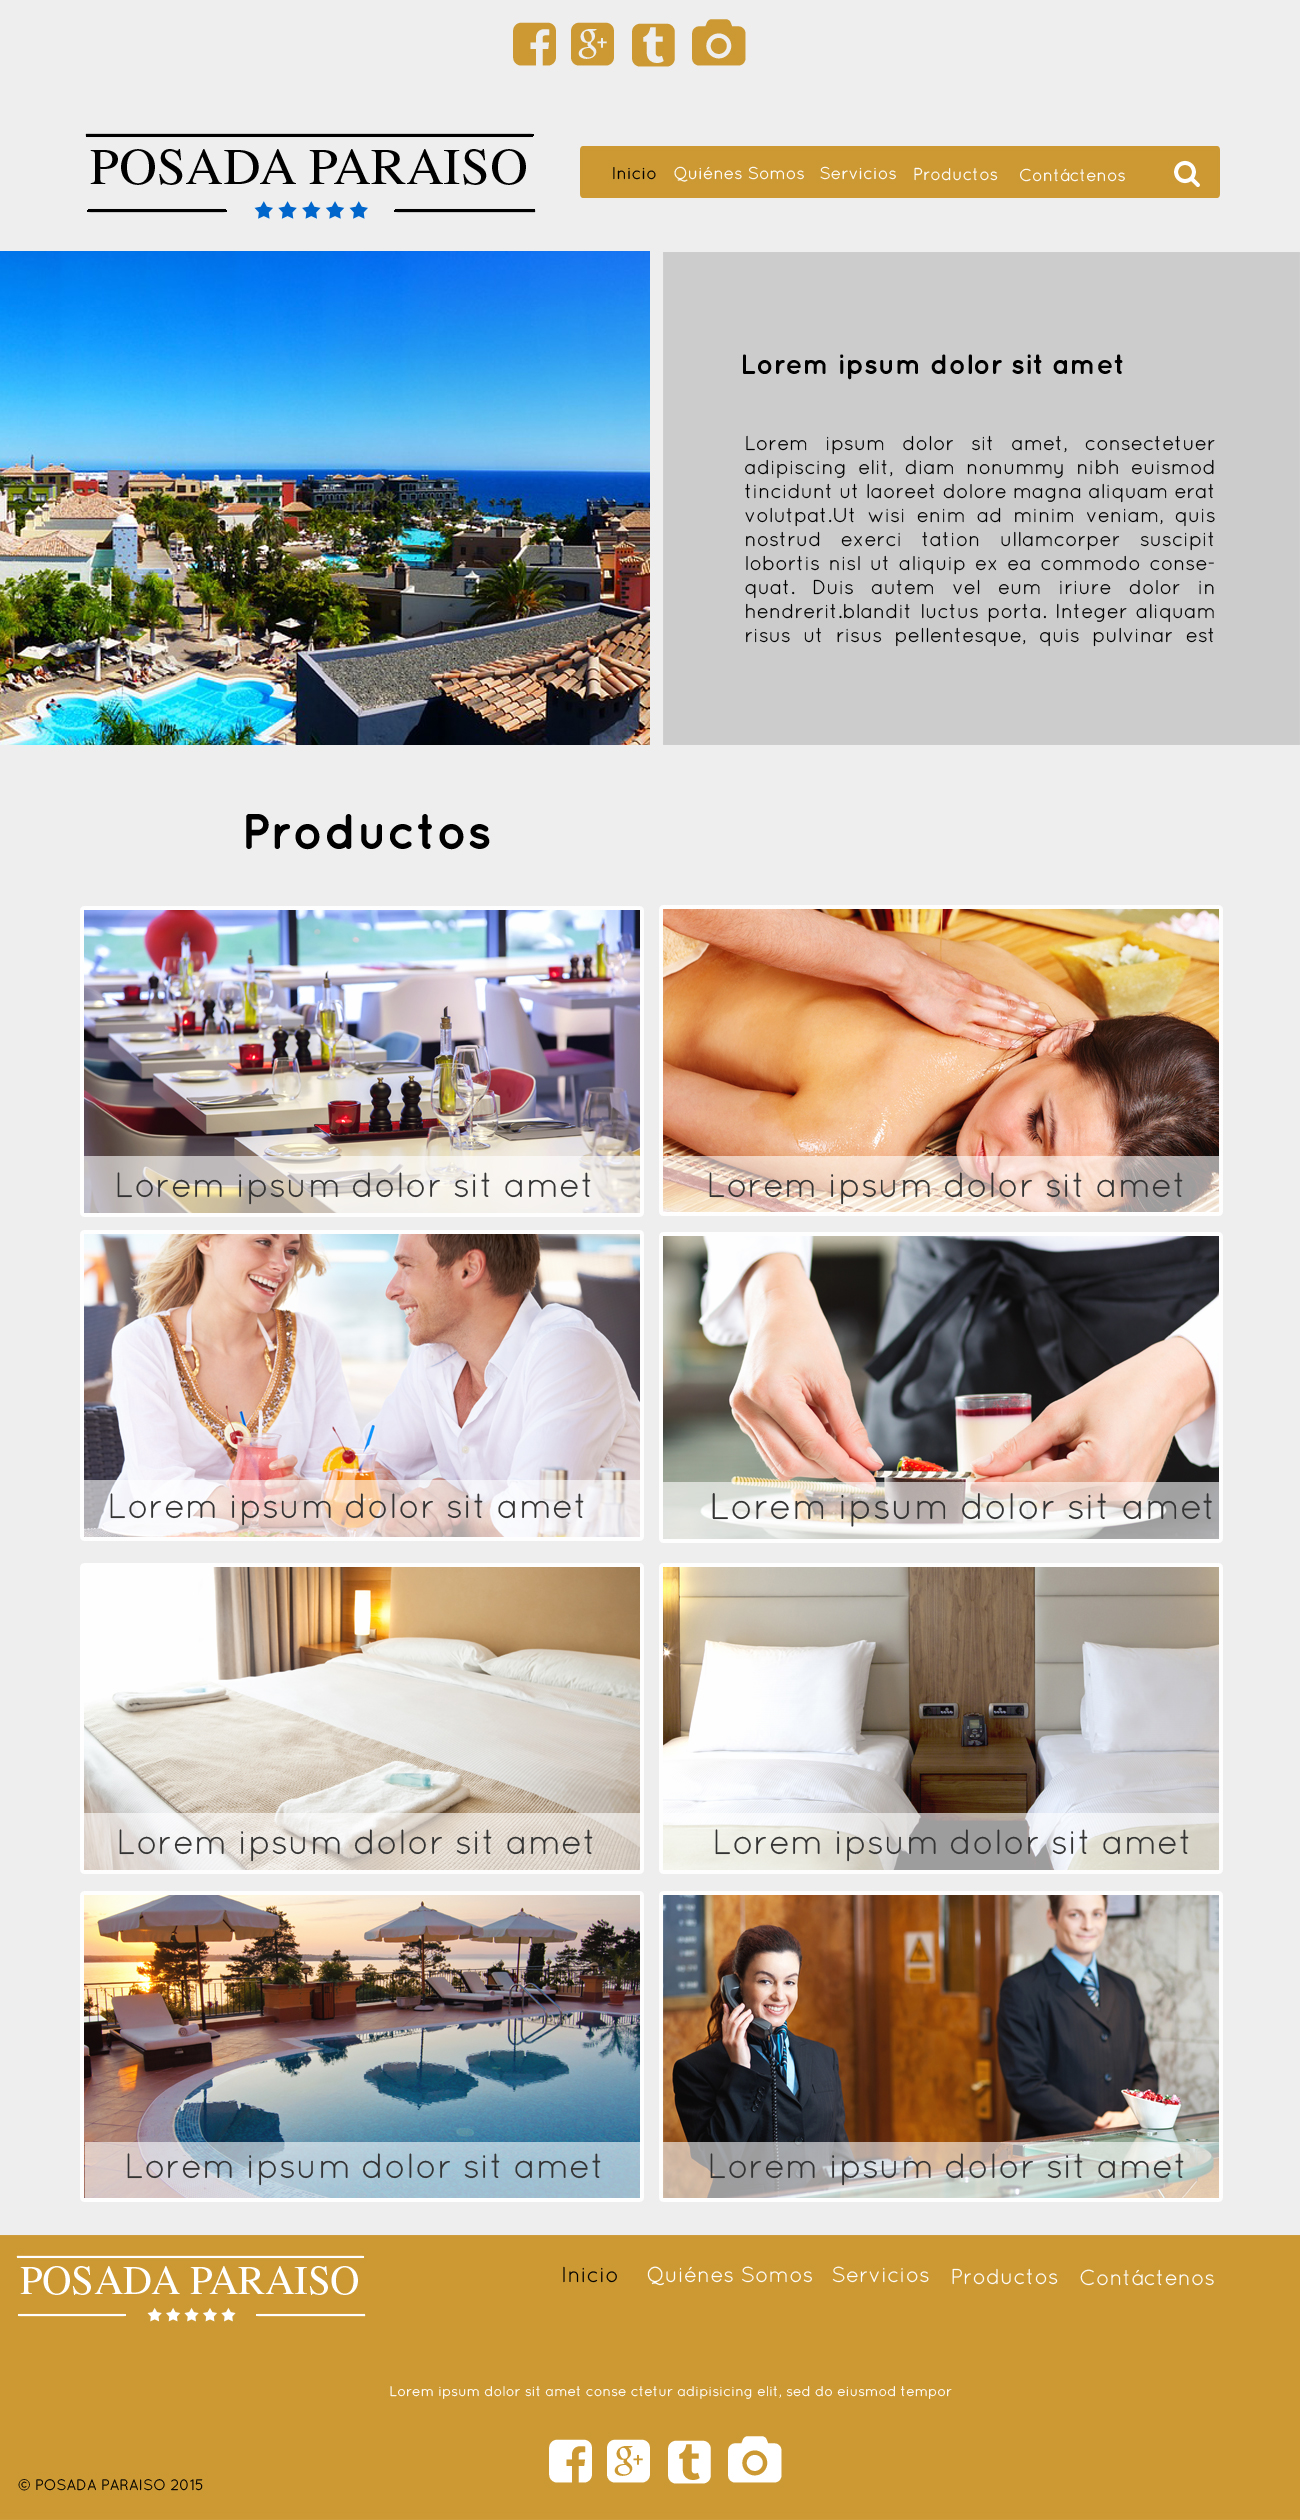 POSADA PARAISO
Inicio Quiénes Somos Servicios Productos Contáctenos
Lorem ipsum dolor sit amet
Lorem ipsum dolor sit amet, consectetuer
adipiscing elit, diam nonummy nibh euismod
tincidunt ut laoreet dolore magna aliquam erat
volutpat.Ut wisi enim ad minim veniam, quis
nostrud exerci tation ullamcorper suscipit
lobortis nisl ut aliquip ex ea commodo conse-
quat. Duis autem vel eum iriure dolor in
hendrerit.blandit luctus porta. Integer aliquam
risus ut risus pellentesque, quis pulvinar est
Productos
Lorem ipsum dolor sit amet
Lorem ipsum dolor sit amet
Lorem ipsum dolor sit amet
Lorem ipsum dolor sit amet
Lorem ipsum dolor sit amet
Lorem ipsum dolor sit amet
Lorem ipsum dolor sit amet
Lorem ipsum dolor sit amet
POSADA PARAISO
Inicio Quiénes Somos Servicios Productos Contáctenos
Lorem ipsum dolor sit amet conse ctetur adipisicing elit, sed do eiusmod tempor
© POSADA PARAISO 2015